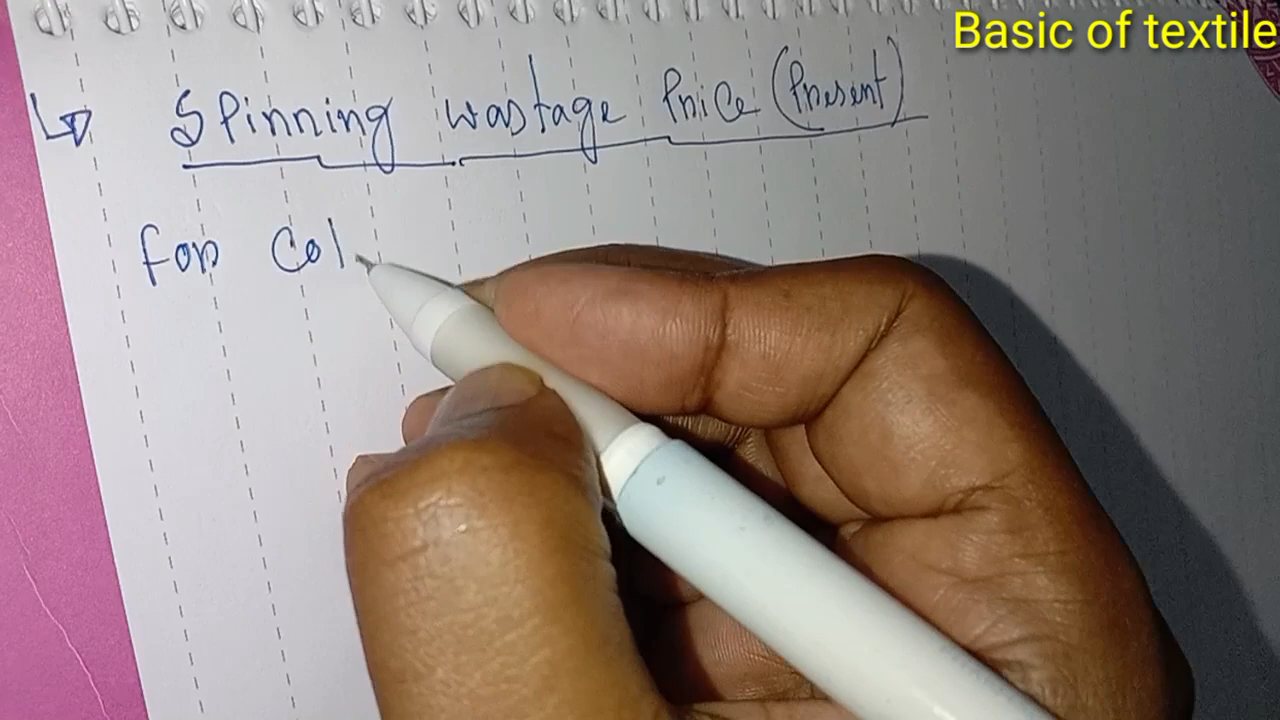 Basic of textile
Spinning wastage Price (Present)
for Col